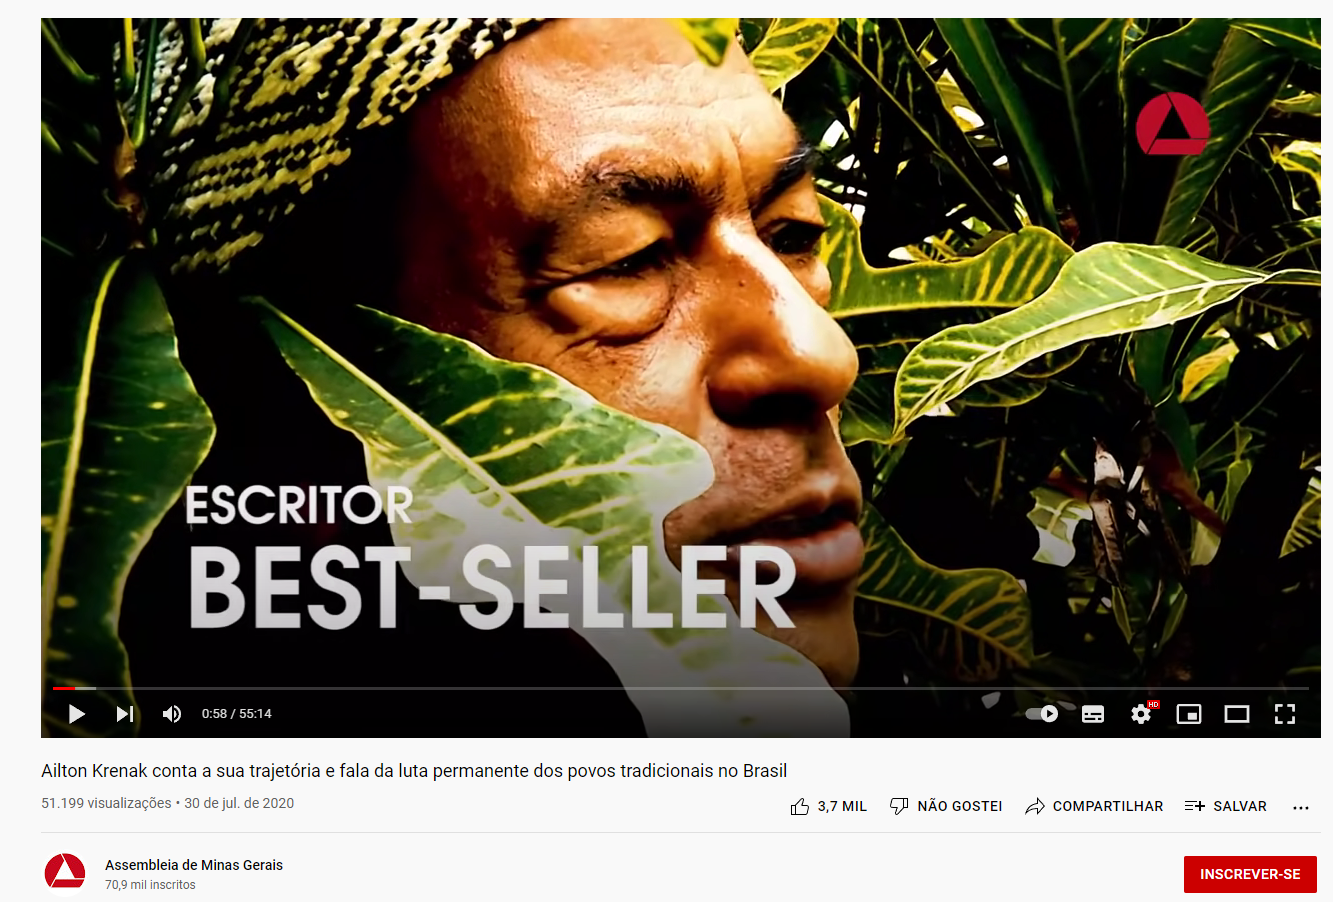 ESCRITOR
BEST-SELLER
0:58 / 55:14
HD
Ailton Krenak conta a sua trajetória e fala da luta permanente dos povos tradicionais no Brasil
51.199 visualizações • 30 de jul. de 2020
3,7 MIL
NÃO GOSTEI
COMPARTILHAR
SALVAR
Assembleia de Minas Gerais
70,9 mil inscritos
INSCREVER-SE